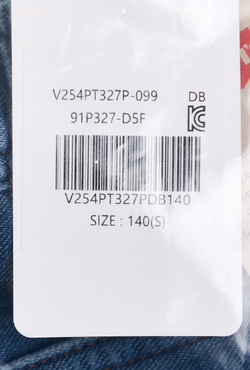 V254PT327P-099 DB
91P327-D5F
V254PT327PDB140
SIZE : 140(S)